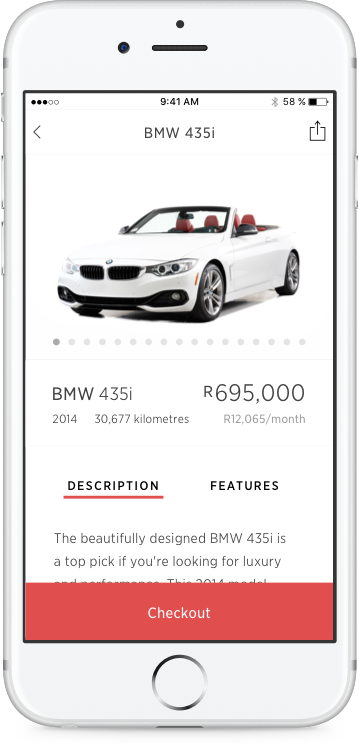 9:41 AM
58 %
BMW 435i
BMW 435i
R695,000
2014 30,677 kilometres
R12,065/month
DESCRIPTION
FEATURES
The beautifully designed BMW 435i is
a top pick if you're looking for luxury
and performance. This 2014 model
Checkout